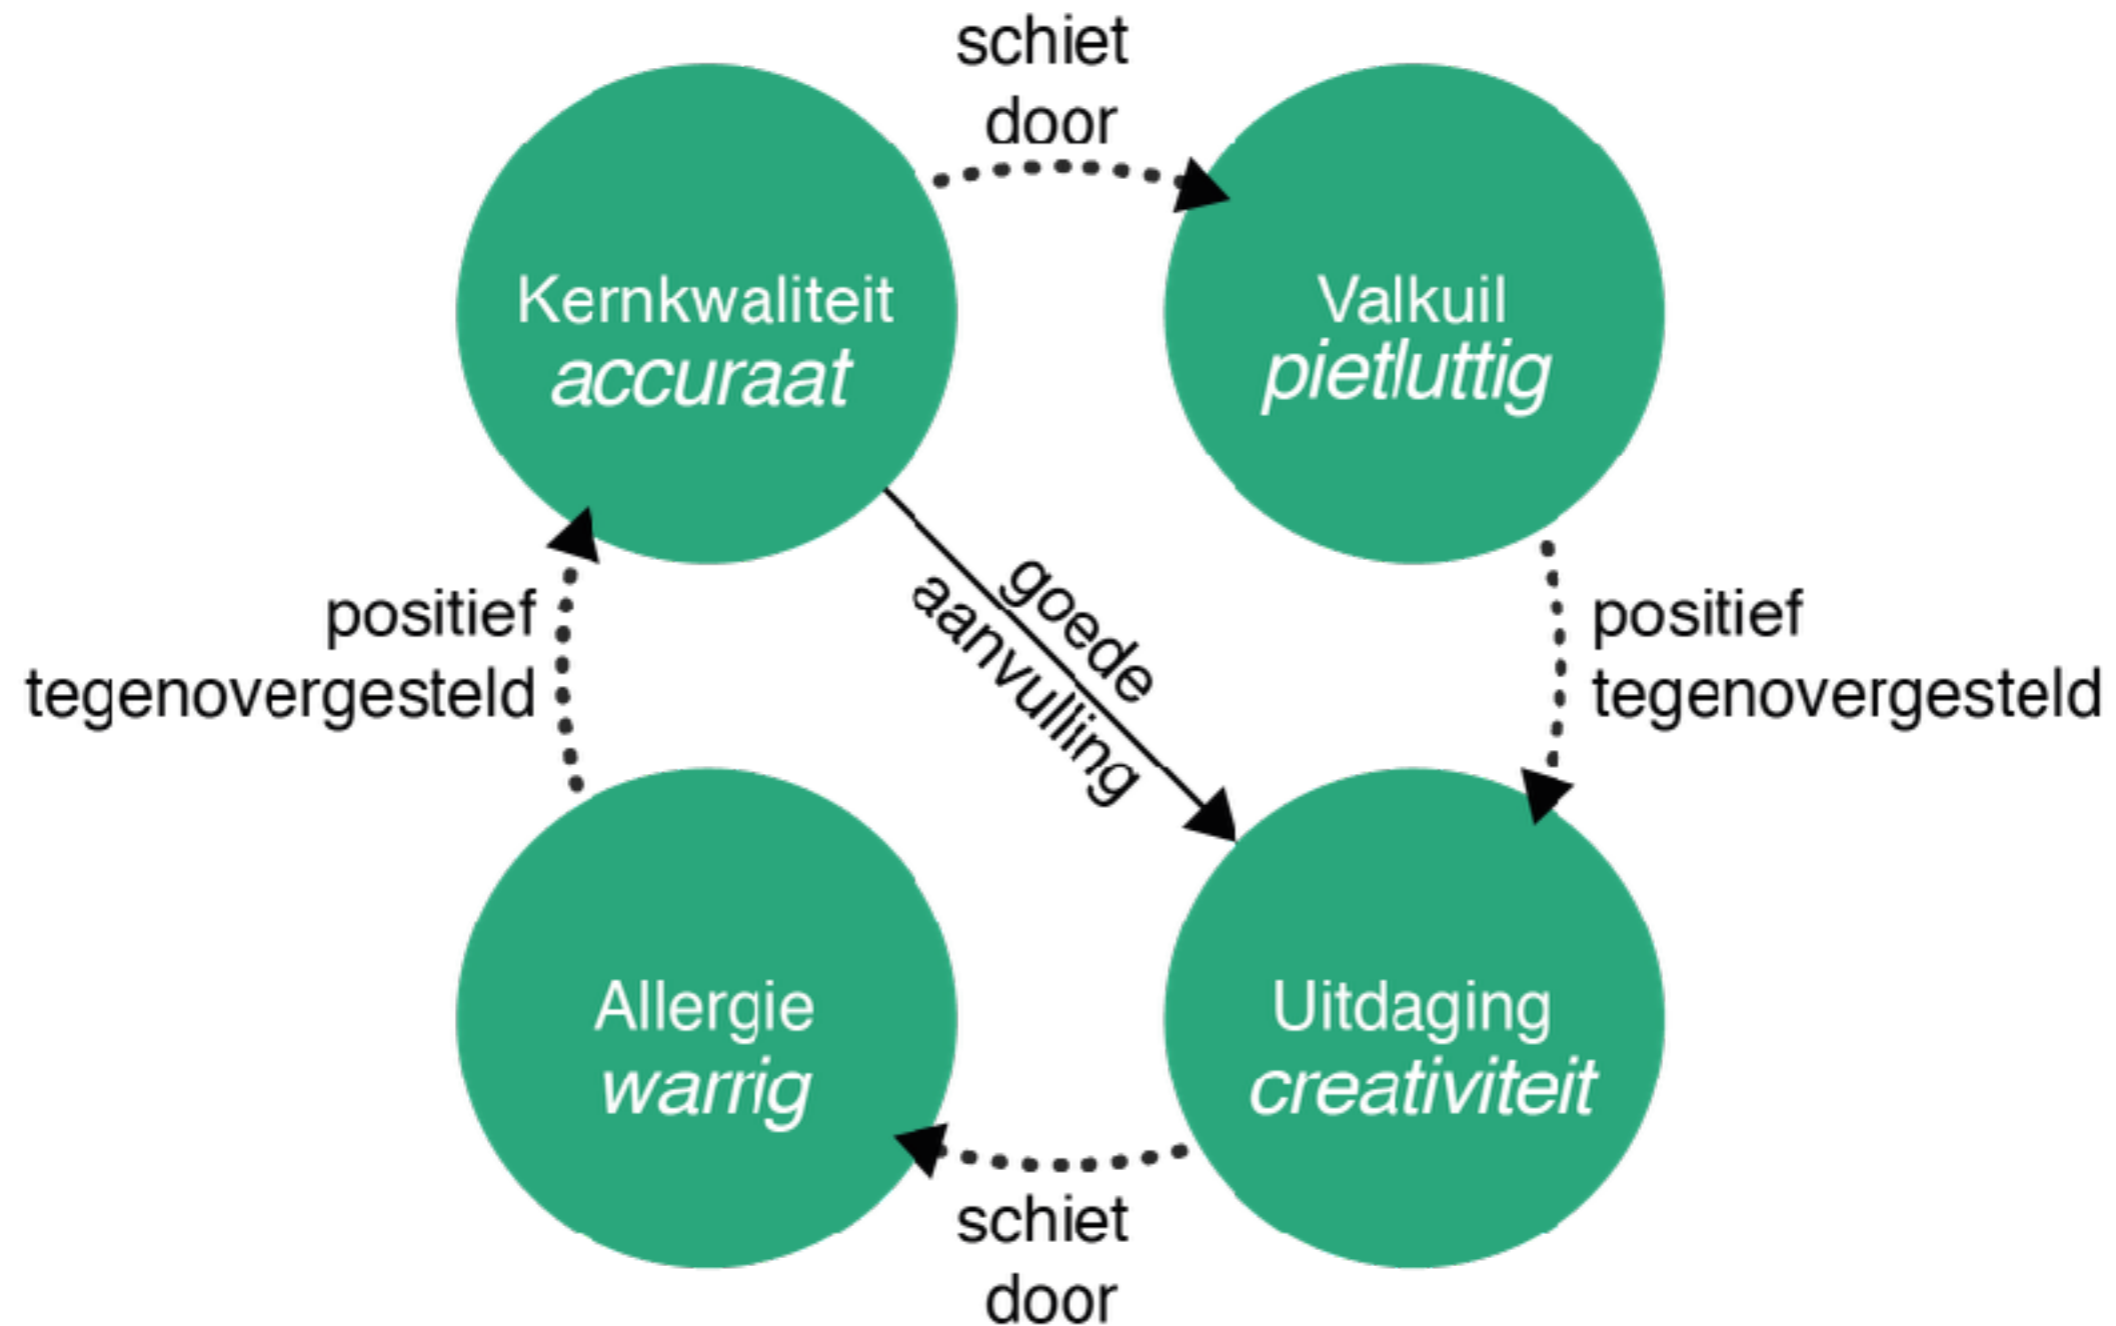 schiet
door
Kernkwaliteit
accuraat
Valkuil
pietluttig
positief
tegenovergesteld
goede
aanvulling
positief
tegenovergesteld
Allergie
warrig
Uitdaging
creativiteit
schiet
door